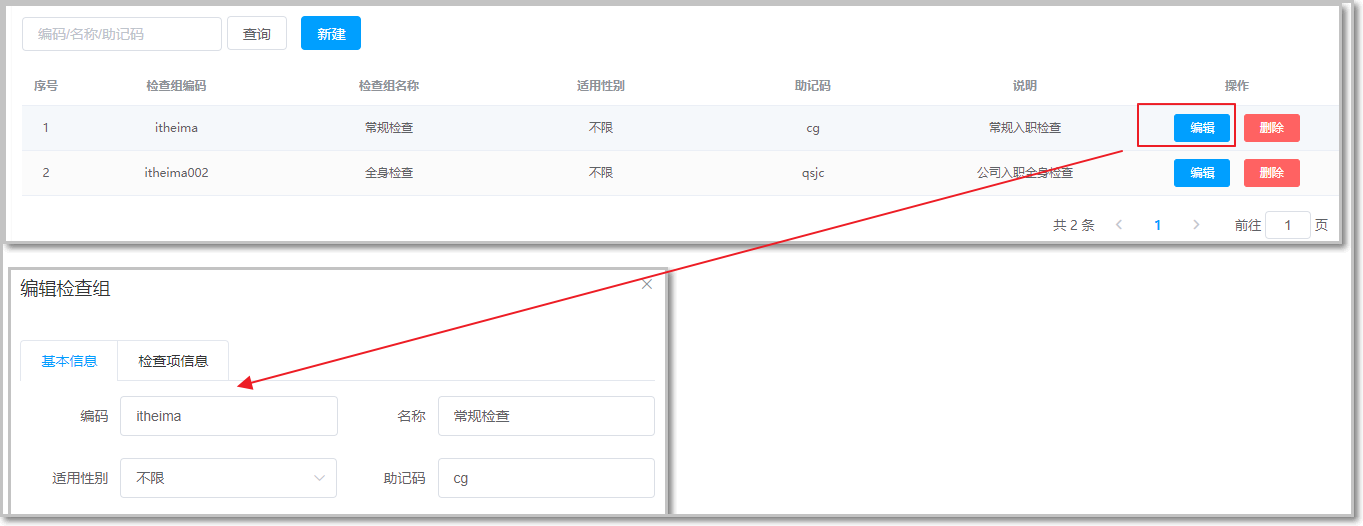 编码/名称/助记码 查询 新建
序号 检查组编码 检查组名称 适用性别 助记码 说明 操作
1 itheima 常规检查 不限 cg 常规入职检查 编辑 删除
2 itheima002 全身检查 不限 qsjc 公司入职全身检查 编辑 删除
共 2 条 1 前往 1 页
编辑检查组
基本信息 检查项信息
编码 itheima 名称 常规检查
适用性别 不限 助记码 cg